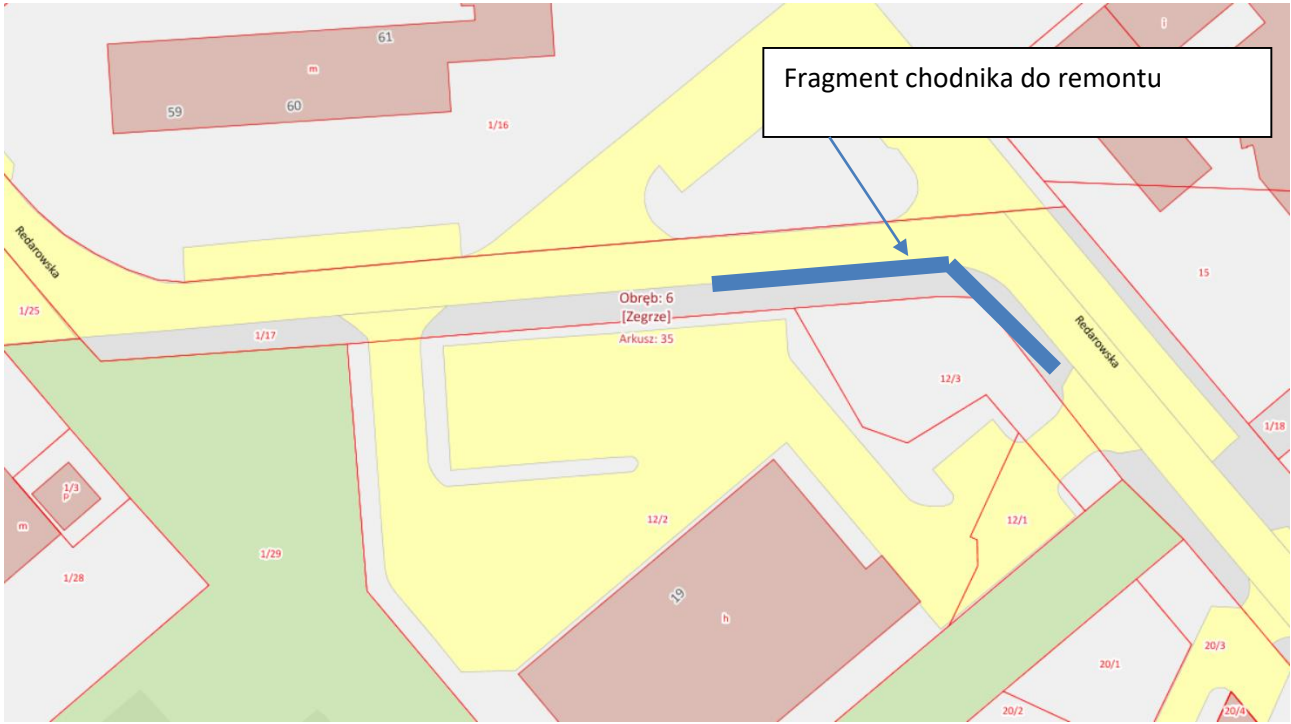 61
m
i
Fragment chodnika do remontu
59
60
1/16
Redarowska
15
1/25
Obręb: 6
[Zegrze]
Arkusz: 35
1/17
Redarowska
12/3
1/18
1/3
p
m
12/2
12/1
1/29
1/28
19
h
20/3
20/1
20/2
20/4